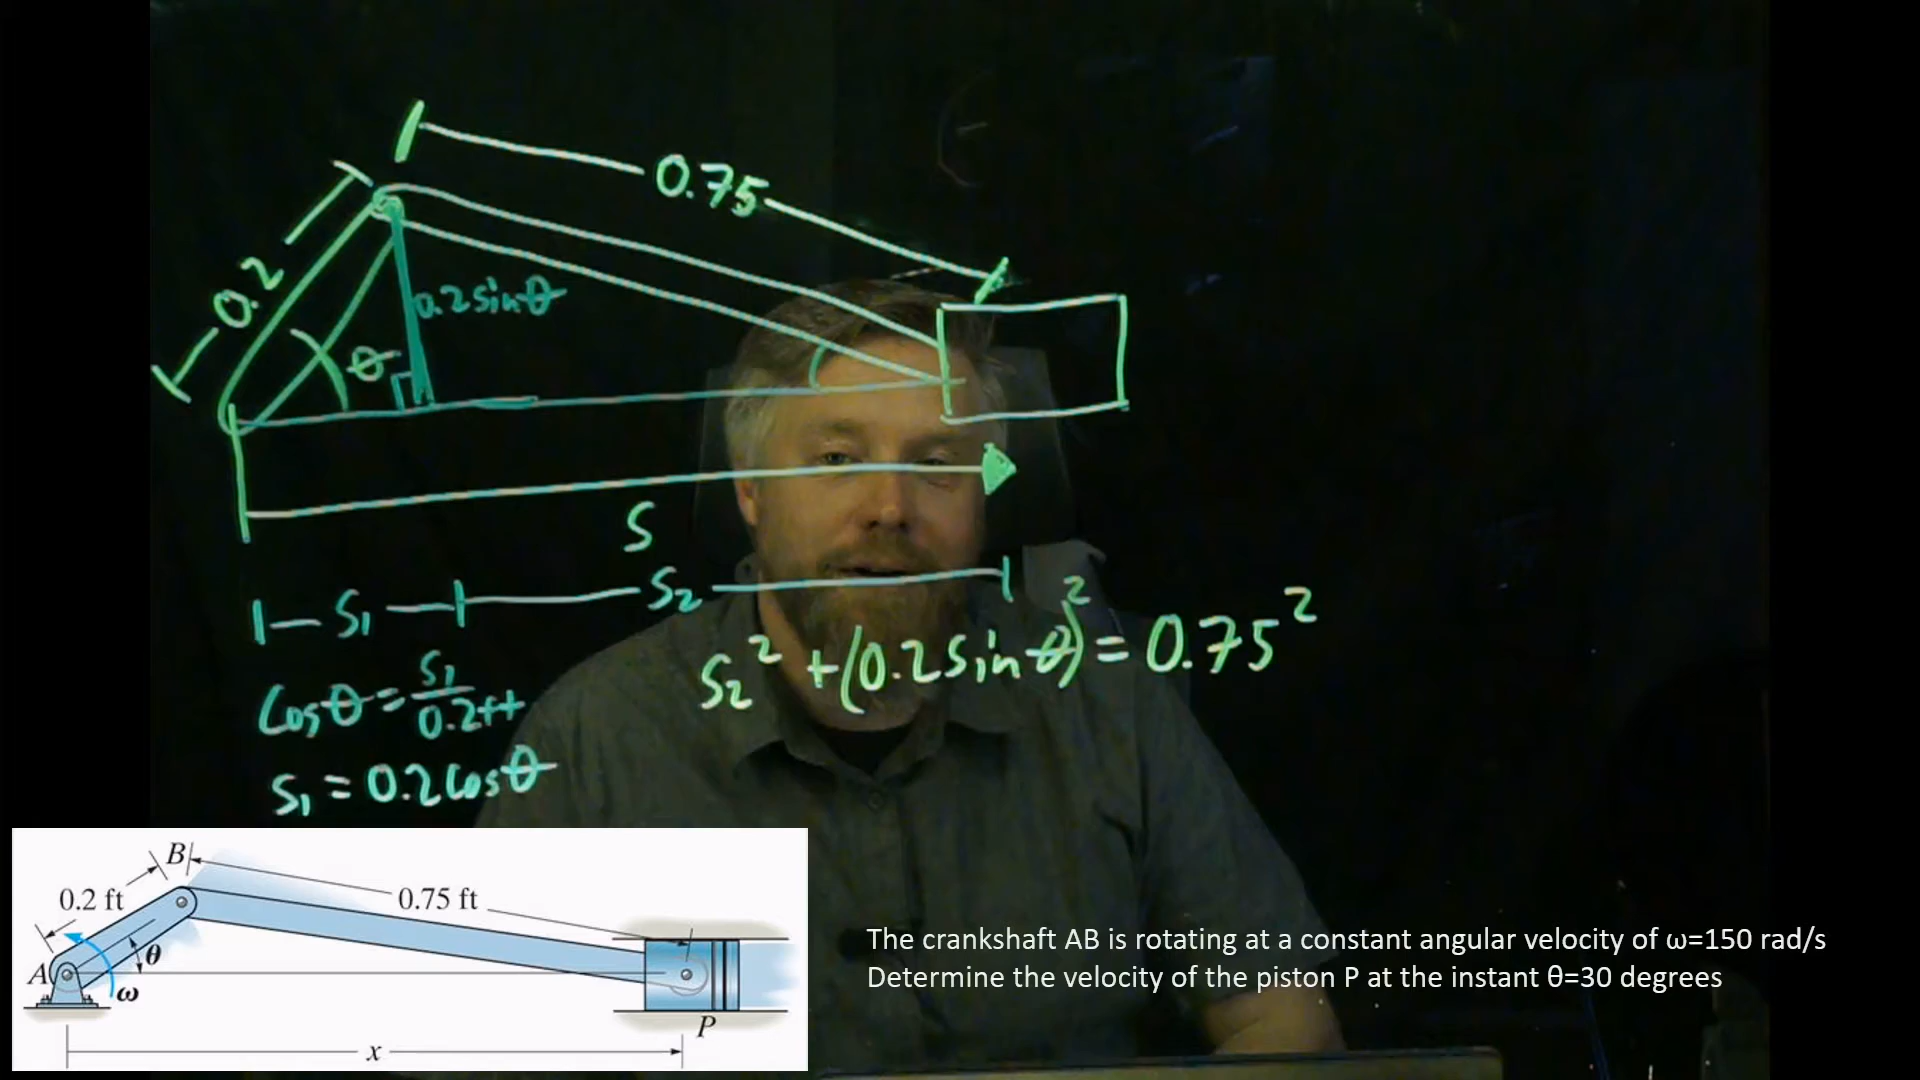 0.75
0.2
0.2sinθ
θ
S
S₁
S₂
S₂² + (0.2sinθ)² = 0.75²
cosθ = S₁/0.2ft
S₁ = 0.2cosθ
B
0.2 ft
0.75 ft
A
θ
ω
P
x
The crankshaft AB is rotating at a constant angular velocity of ω=150 rad/s
Determine the velocity of the piston P at the instant θ=30 degrees